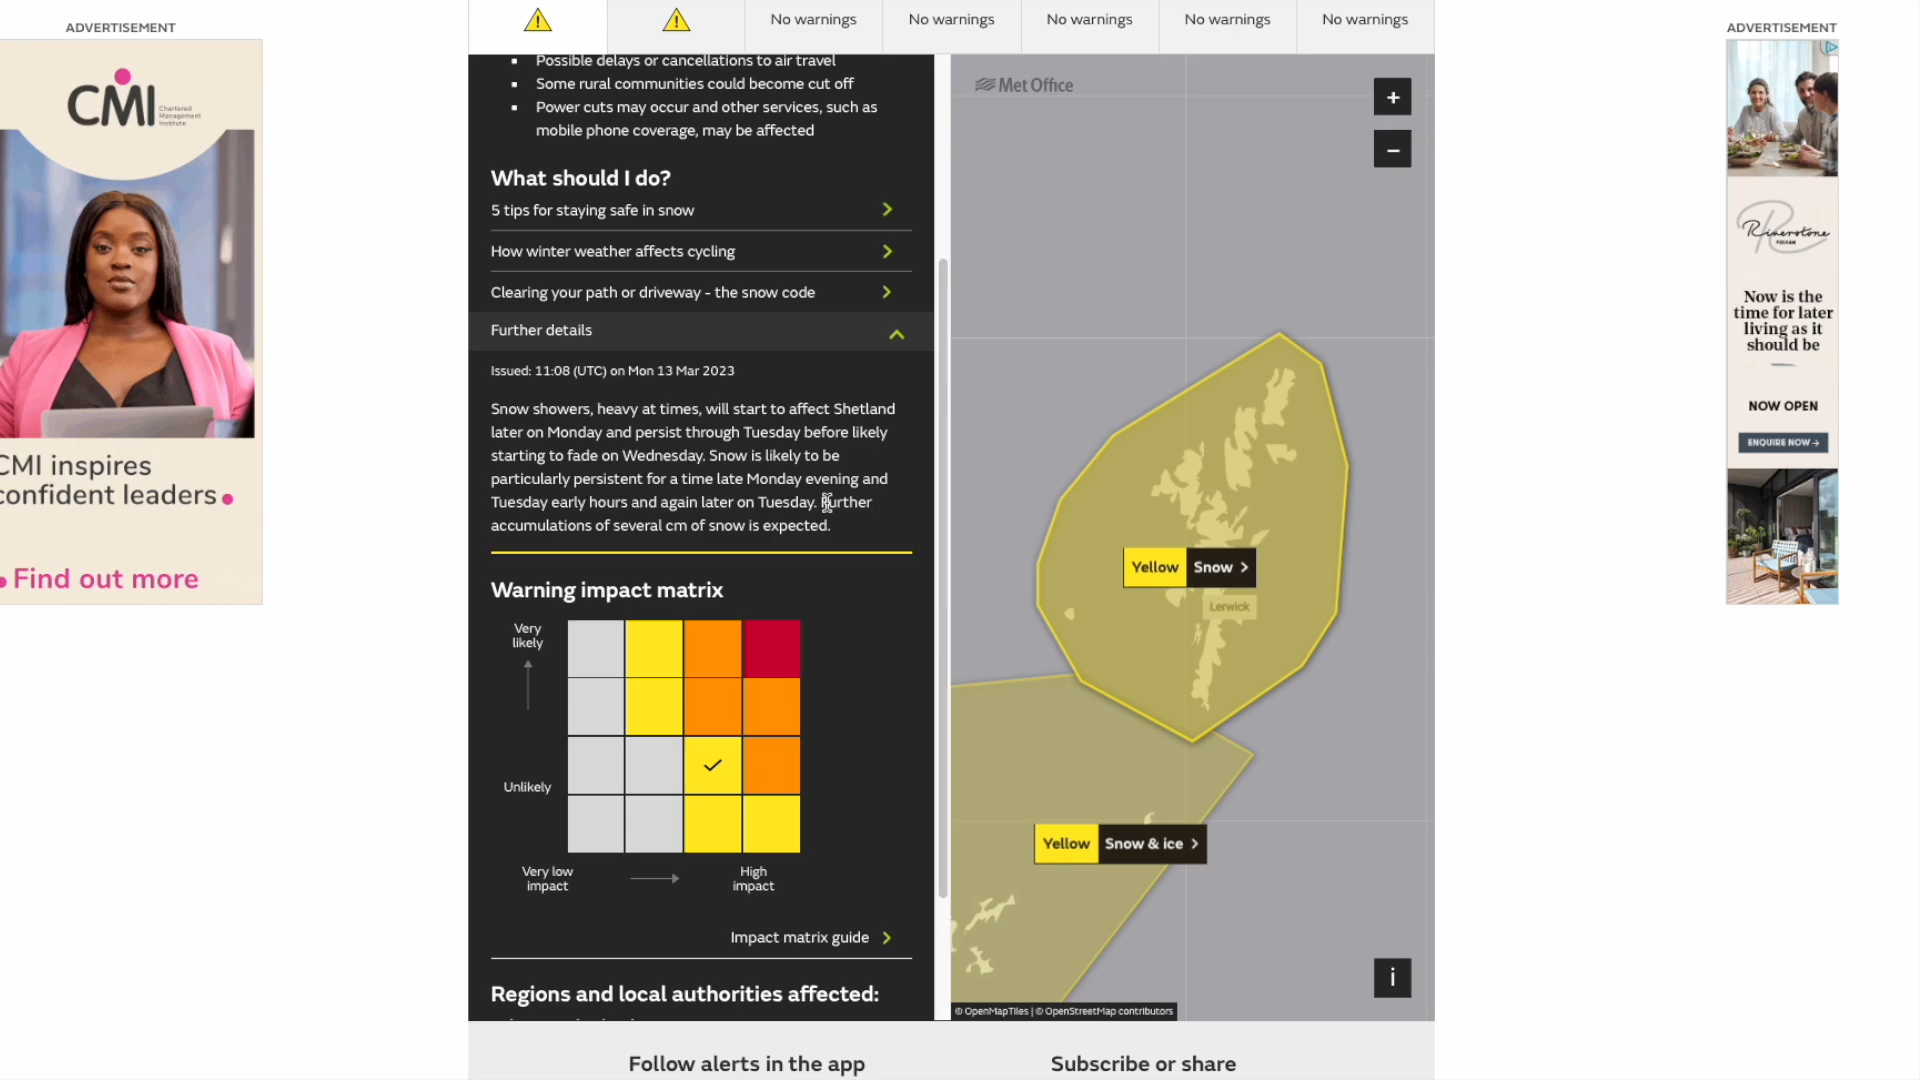 ADVERTISEMENT
CMI
Chartered
Management
Institute
CMI inspires
confident leaders
Find out more
No warnings
No warnings
No warnings
No warnings
No warnings
Possible delays or cancellations to air travel
Some rural communities could become cut off
Power cuts may occur and other services, such as
mobile phone coverage, may be affected
What should I do?
5 tips for staying safe in snow
How winter weather affects cycling
Clearing your path or driveway - the snow code
Further details
Issued: 11:08 (UTC) on Mon 13 Mar 2023
Snow showers, heavy at times, will start to affect Shetland
later on Monday and persist through Tuesday before likely
starting to fade on Wednesday. Snow is likely to be
particularly persistent for a time late Monday evening and
Tuesday early hours and again later on Tuesday. Further
accumulations of several cm of snow is expected.
Warning impact matrix
Very
likely
Unlikely
Very low
impact
High
impact
Impact matrix guide
Regions and local authorities affected:
Met Office
+
−
Yellow Snow
Lerwick
Yellow Snow & ice
i
© OpenMapTiles | © OpenStreetMap contributors
Follow alerts in the app
Subscribe or share
ADVERTISEMENT
Riverstone
FULHAM
Now is the
time for later
living as it
should be
NOW OPEN
ENQUIRE NOW